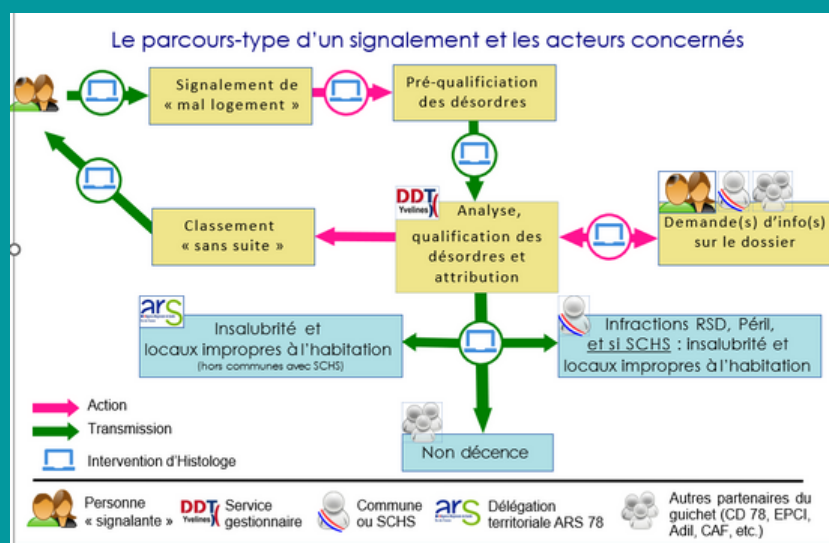 Le parcours-type d'un signalement et les acteurs concernés
Signalement de
« mal logement »
Pré-qualificiation
des désordres
DDT
Yvelines
Analyse,
qualification des
désordres et
attribution
Demande(s) d'info(s)
sur le dossier
Classement
« sans suite »
ars
Insalubrité et
locaux impropres à l'habitation
(hors communes avec SCHS)
Infractions RSD, Péril,
et si SCHS : insalubrité et
locaux impropres à l'habitation
Non décence
Action
Transmission
Intervention d'Histologe
Personne
« signalante »
DDT
Yvelines
Service
gestionnaire
Commune
ou SCHS
ars
Délégation
territoriale ARS 78
Autres partenaires du
guichet (CD 78, EPCI,
Adil, CAF, etc.)